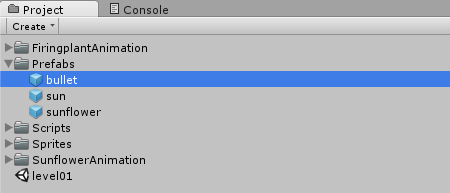 Project Console
Create
FiringplantAnimation
Prefabs
bullet
sun
sunflower
Scripts
Sprites
SunflowerAnimation
level01